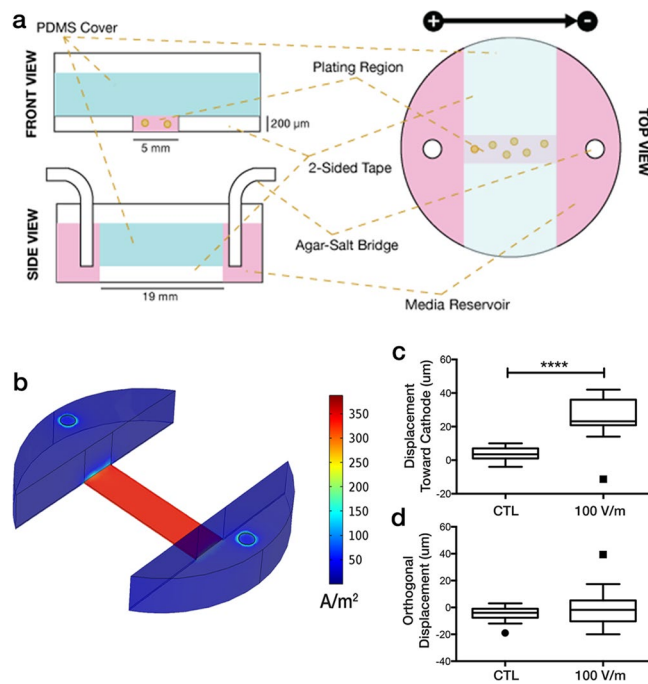 a
PDMS Cover
FRONT VIEW
200 µm
5 mm
SIDE VIEW
19 mm
Plating Region
2-Sided Tape
Agar-Salt Bridge
Media Reservoir
+
-
TOP VIEW
b
350
300
250
200
150
100
50
A/m²
c
****
Displacement
Toward Cathode (um)
60
40
20
0
-20
CTL
100 V/m
d
Orthogonal
Displacement (um)
60
40
20
0
-20
-40
CTL
100 V/m